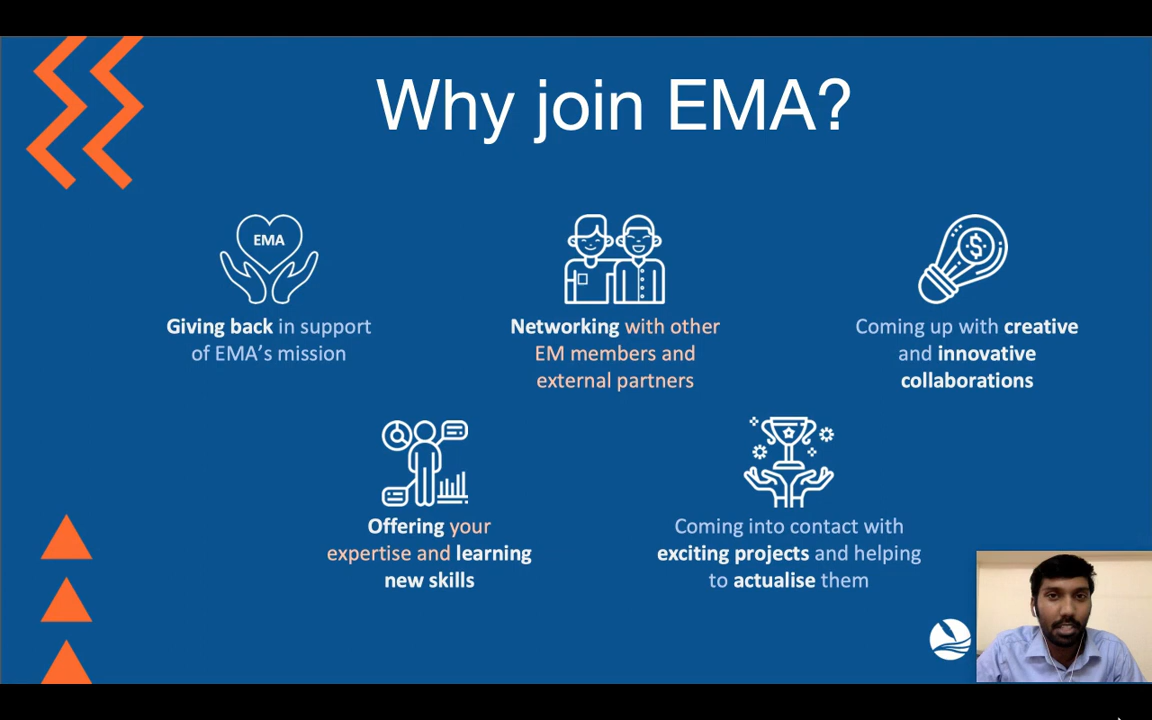 Why join EMA?
EMA
Giving back in support
of EMA’s mission
Networking with other
EM members and
external partners
Coming up with creative
and innovative
collaborations
Offering your
expertise and learning
new skills
Coming into contact with
exciting projects and helping
to actualise them